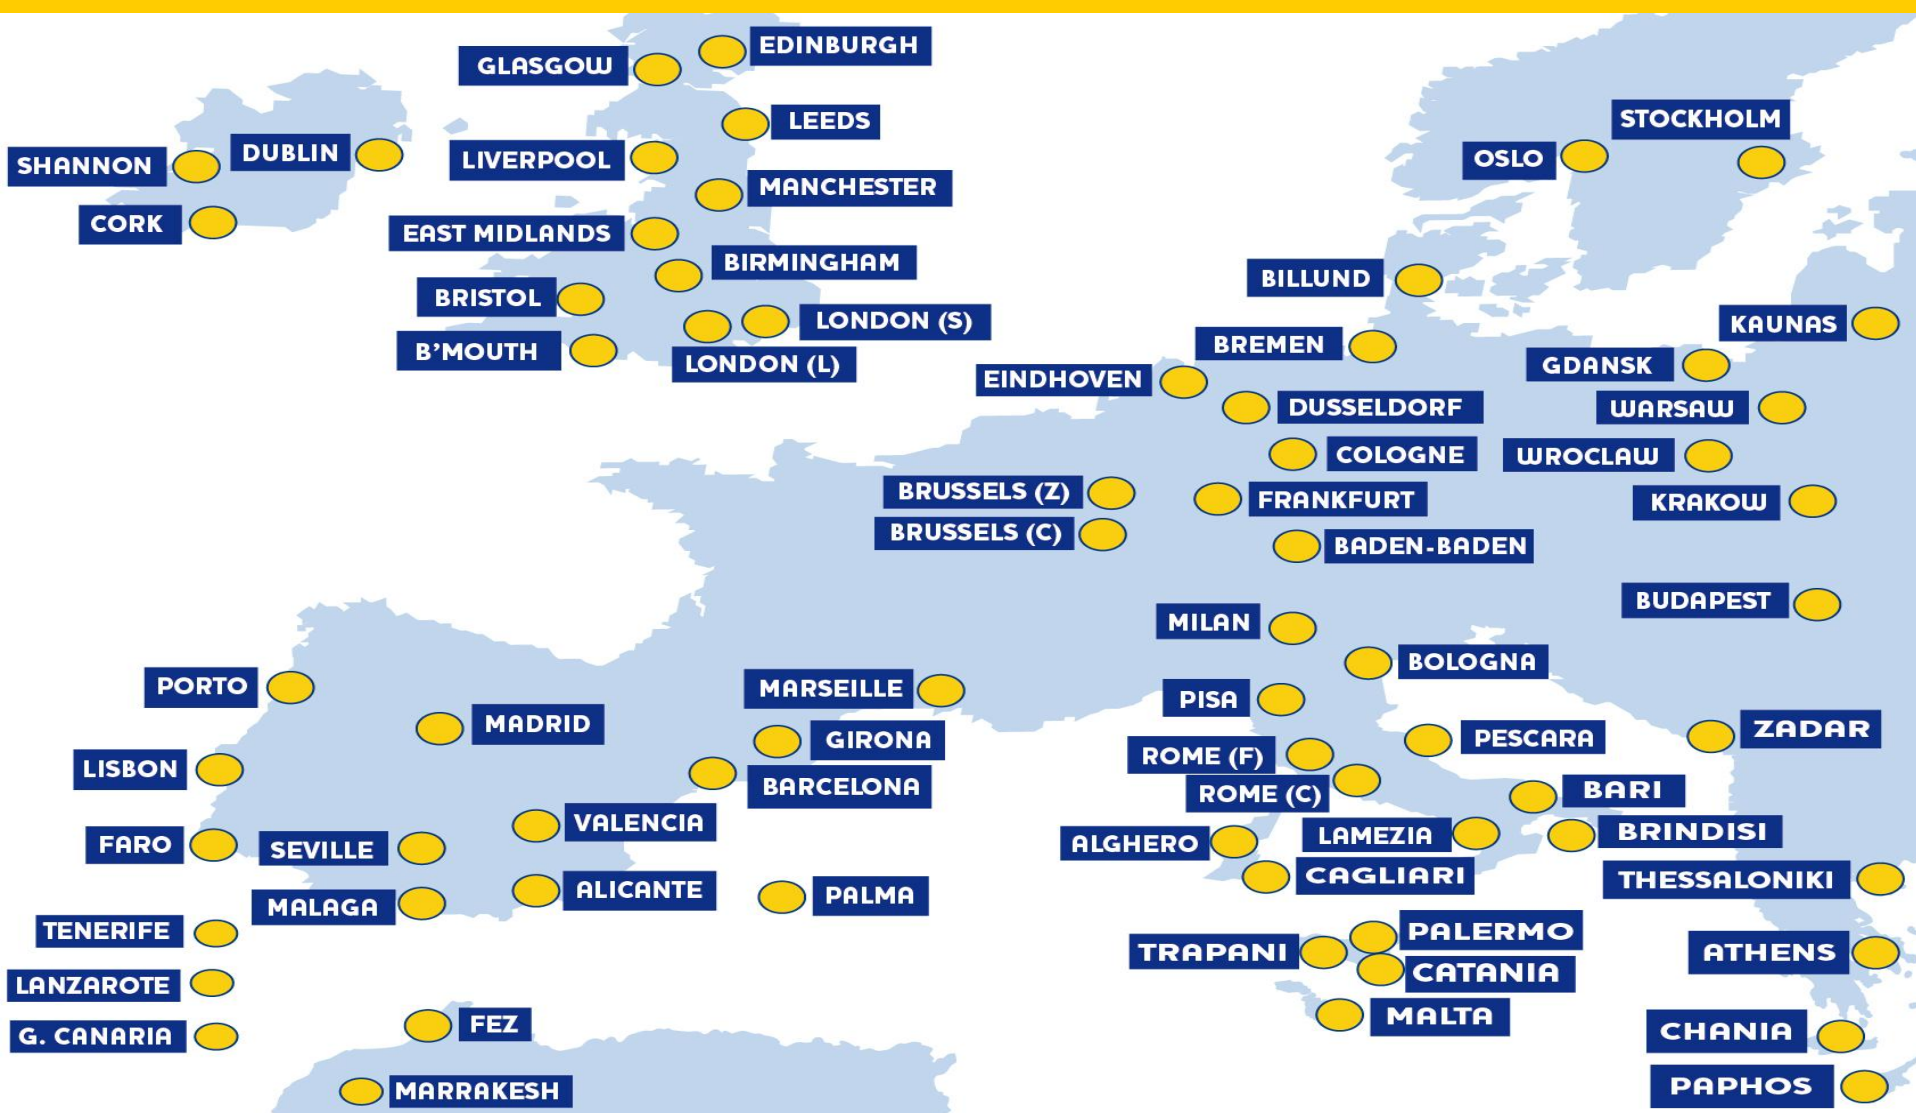 EDINBURGH
GLASGOW
LEEDS
STOCKHOLM
DUBLIN
SHANNON
LIVERPOOL
OSLO
MANCHESTER
CORK
EAST MIDLANDS
BIRMINGHAM
BILLUND
BRISTOL
LONDON (S)
KAUNAS
B'MOUTH
BREMEN
LONDON (L)
GDANSK
EINDHOVEN
DUSSELDORF
WARSAW
COLOGNE
WROCLAW
BRUSSELS (Z)
FRANKFURT
KRAKOW
BRUSSELS (C)
BADEN-BADEN
BUDAPEST
MILAN
BOLOGNA
PORTO
MARSEILLE
PISA
MADRID
GIRONA
PESCARA
ZADAR
ROME (F)
LISBON
BARCELONA
ROME (C)
BARI
VALENCIA
BRINDISI
LAMEZIA
FARO
SEVILLE
ALGHERO
CAGLIARI
THESSALONIKI
ALICANTE
PALMA
MALAGA
TENERIFE
PALERMO
TRAPANI
ATHENS
CATANIA
LANZAROTE
MALTA
FEZ
G. CANARIA
CHANIA
MARRAKESH
PAPHOS